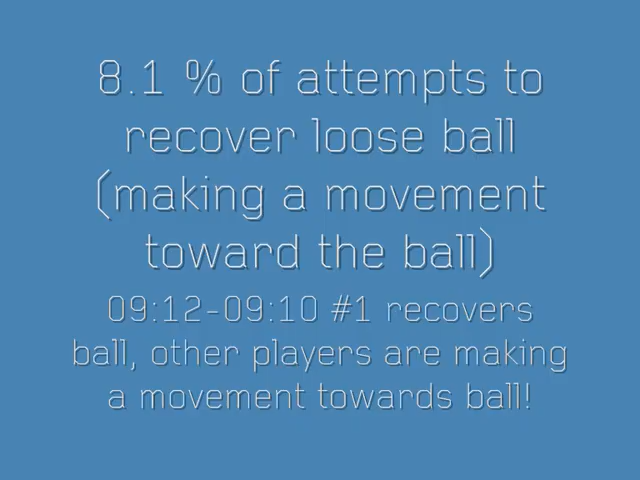 8.1 % of attempts to
recover loose ball
(making a movement
toward the ball)
09:12-09:10 #1 recovers
ball, other players are making
a movement towards ball!